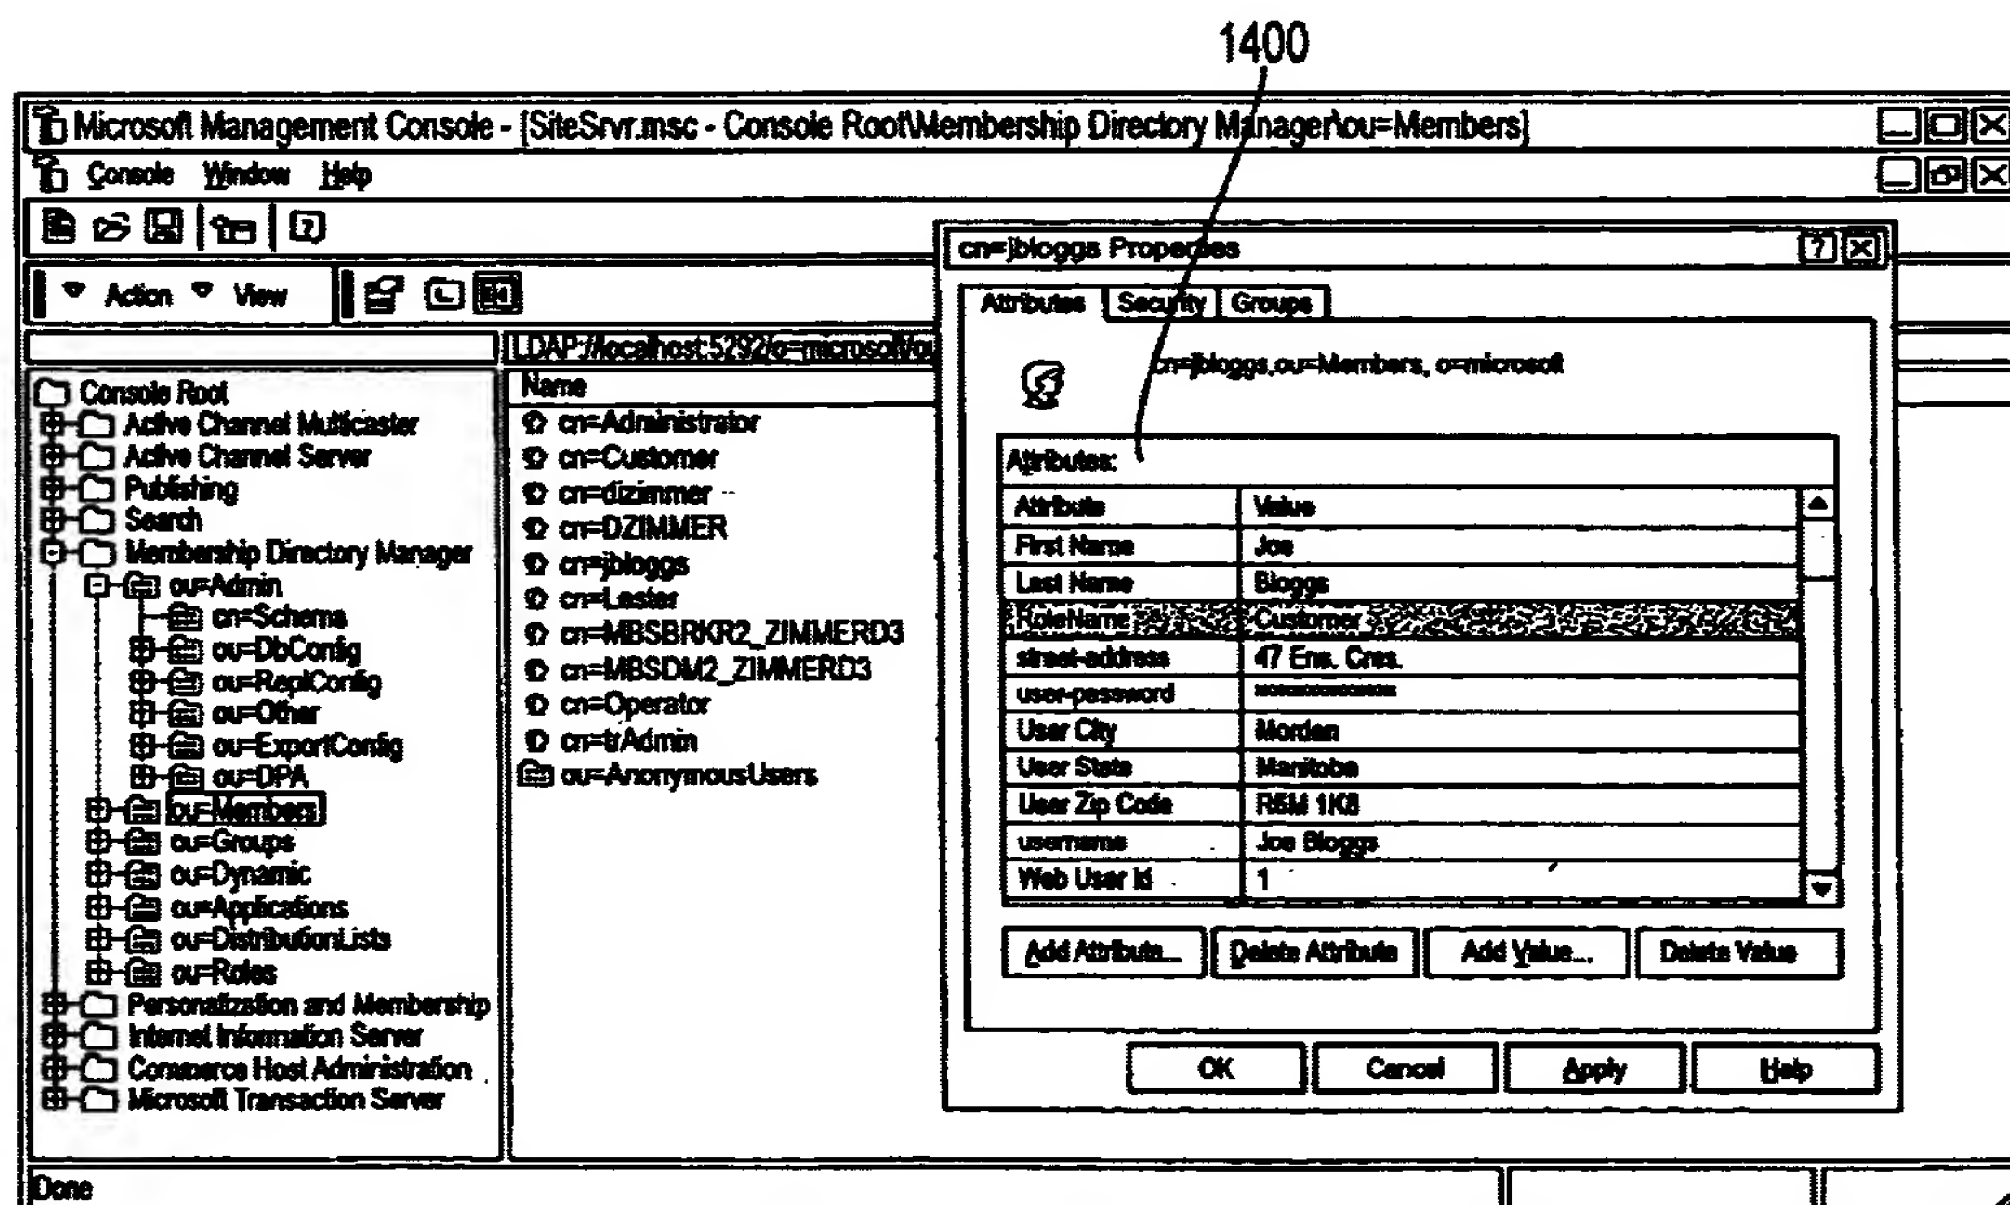 1400
Microsoft Management Console - [SiteSrvr.msc - Console Root\Membership Directory Manager\ou=Members]
Console Window Help
Action View
LDAP://localhost:5292/o=microsoft/ou
Console Root
Active Channel Multicaster
Active Channel Server
Publishing
Search
Membership Directory Manager
ou=Admin
cn=Schema
ou=DbConfig
ou=ReplConfig
ou=Other
ou=ExportConfig
ou=DPA
ou=Members
ou=Groups
ou=Dynamic
ou=Applications
ou=DistributionLists
ou=Roles
Personalization and Membership
Internet Information Server
Commerce Host Administration
Microsoft Transaction Server
Name
cn=Administrator
cn=Customer
cn=dizimmer
cn=DZIMMER
cn=jbloggs
cn=Lester
cn=MBSBRKR2_ZIMMERD3
cn=MBSDM2_ZIMMERD3
cn=Operator
cn=trAdmin
ou=AnonymousUsers
cn=jbloggs Properties
Attributes Security Groups
cn=jbloggs,ou=Members, o=microsoft
Attributes:
Attribute Value
First Name Joe
Last Name Bloggs
RoleName Customer
street-address 47 Ens. Cres.
user-password
User City Morden
User State Manitoba
User Zip Code R6M 1K8
username Joe Bloggs
Web User Id 1
Add Attribute... Delete Attribute Add Value... Delete Value
OK Cancel Apply Help
Done